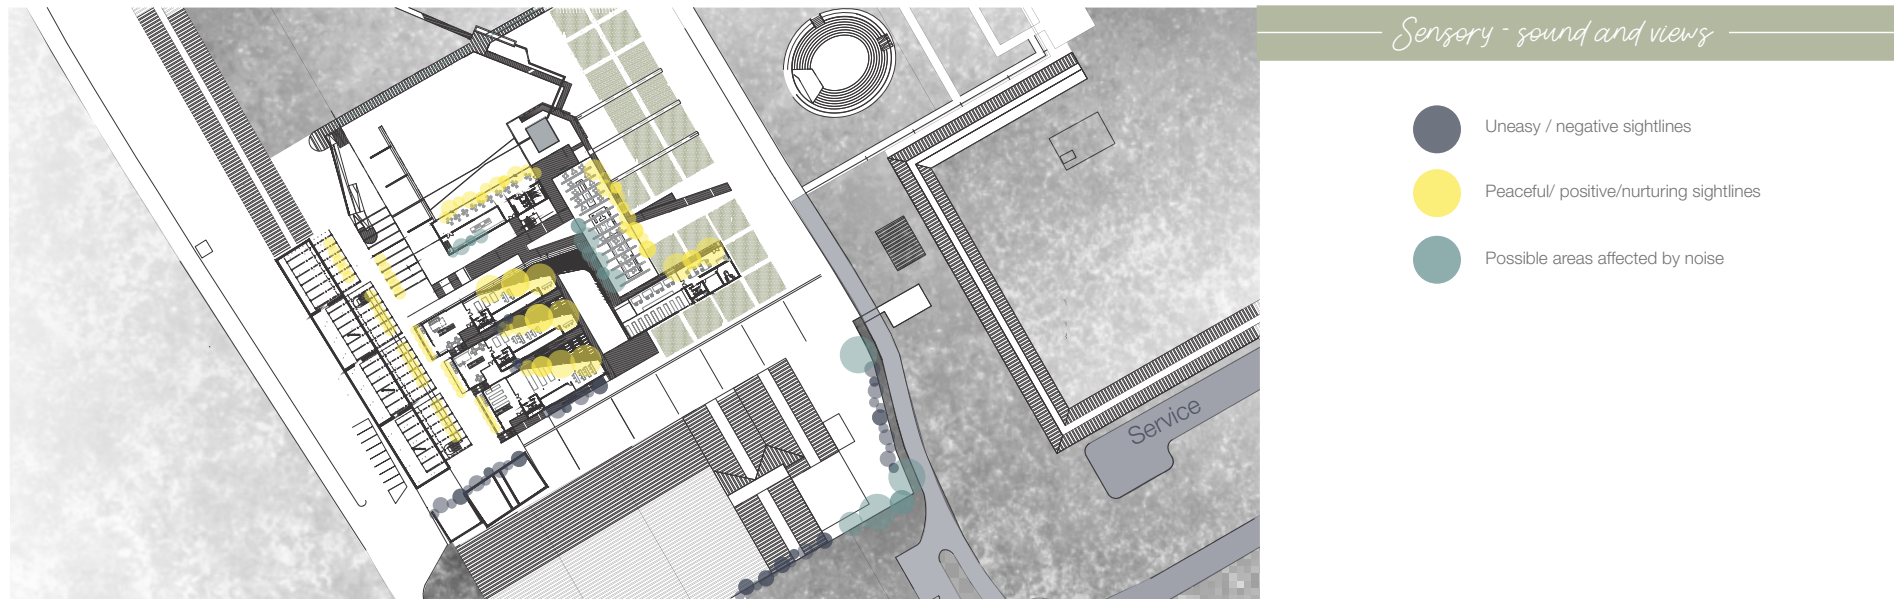 Sensory - sound and views
Uneasy / negative sightlines
Peaceful/ positive/nurturing sightlines
Possible areas affected by noise
Service